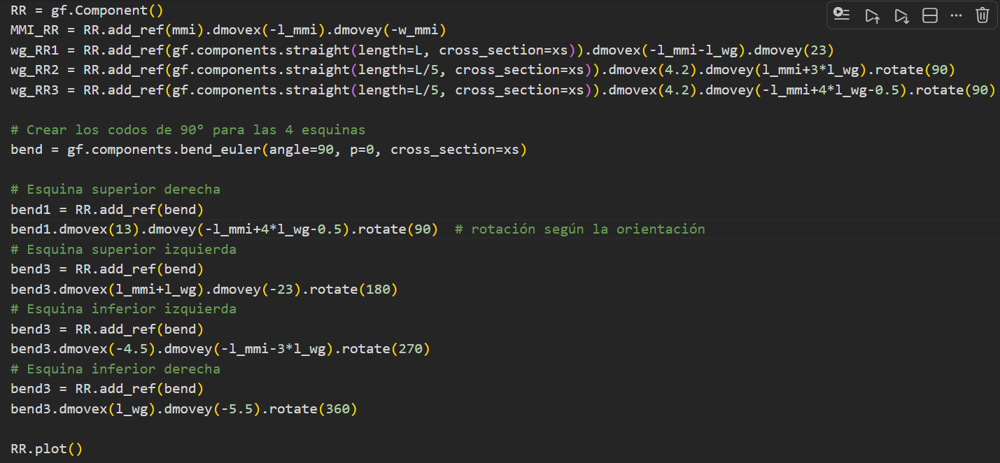 RR = gf.Component()
MMI_RR = RR.add_ref(mmi).dmovex(-l_mmi).dmovey(-w_mmi)
wg_RR1 = RR.add_ref(gf.components.straight(length=L, cross_section=xs)).dmovex(-l_mmi-l_wg).dmovey(23)
wg_RR2 = RR.add_ref(gf.components.straight(length=L/5, cross_section=xs)).dmovex(4.2).dmovey(l_mmi+3*l_wg).rotate(90)
wg_RR3 = RR.add_ref(gf.components.straight(length=L/5, cross_section=xs)).dmovex(4.2).dmovey(-l_mmi+4*l_wg-0.5).rotate(90)
# Crear los codos de 90° para las 4 esquinas
bend = gf.components.bend_euler(angle=90, p=0, cross_section=xs)
# Esquina superior derecha
bend1 = RR.add_ref(bend)
bend1.dmovex(13).dmovey(-l_mmi+4*l_wg-0.5).rotate(90)  # rotación según la orientación
# Esquina superior izquierda
bend3 = RR.add_ref(bend)
bend3.dmovex(l_mmi+l_wg).dmovey(-23).rotate(180)
# Esquina inferior izquierda
bend3 = RR.add_ref(bend)
bend3.dmovex(-4.5).dmovey(-l_mmi-3*l_wg).rotate(270)
# Esquina inferior derecha
bend3 = RR.add_ref(bend)
bend3.dmovex(l_wg).dmovey(-5.5).rotate(360)
RR.plot()